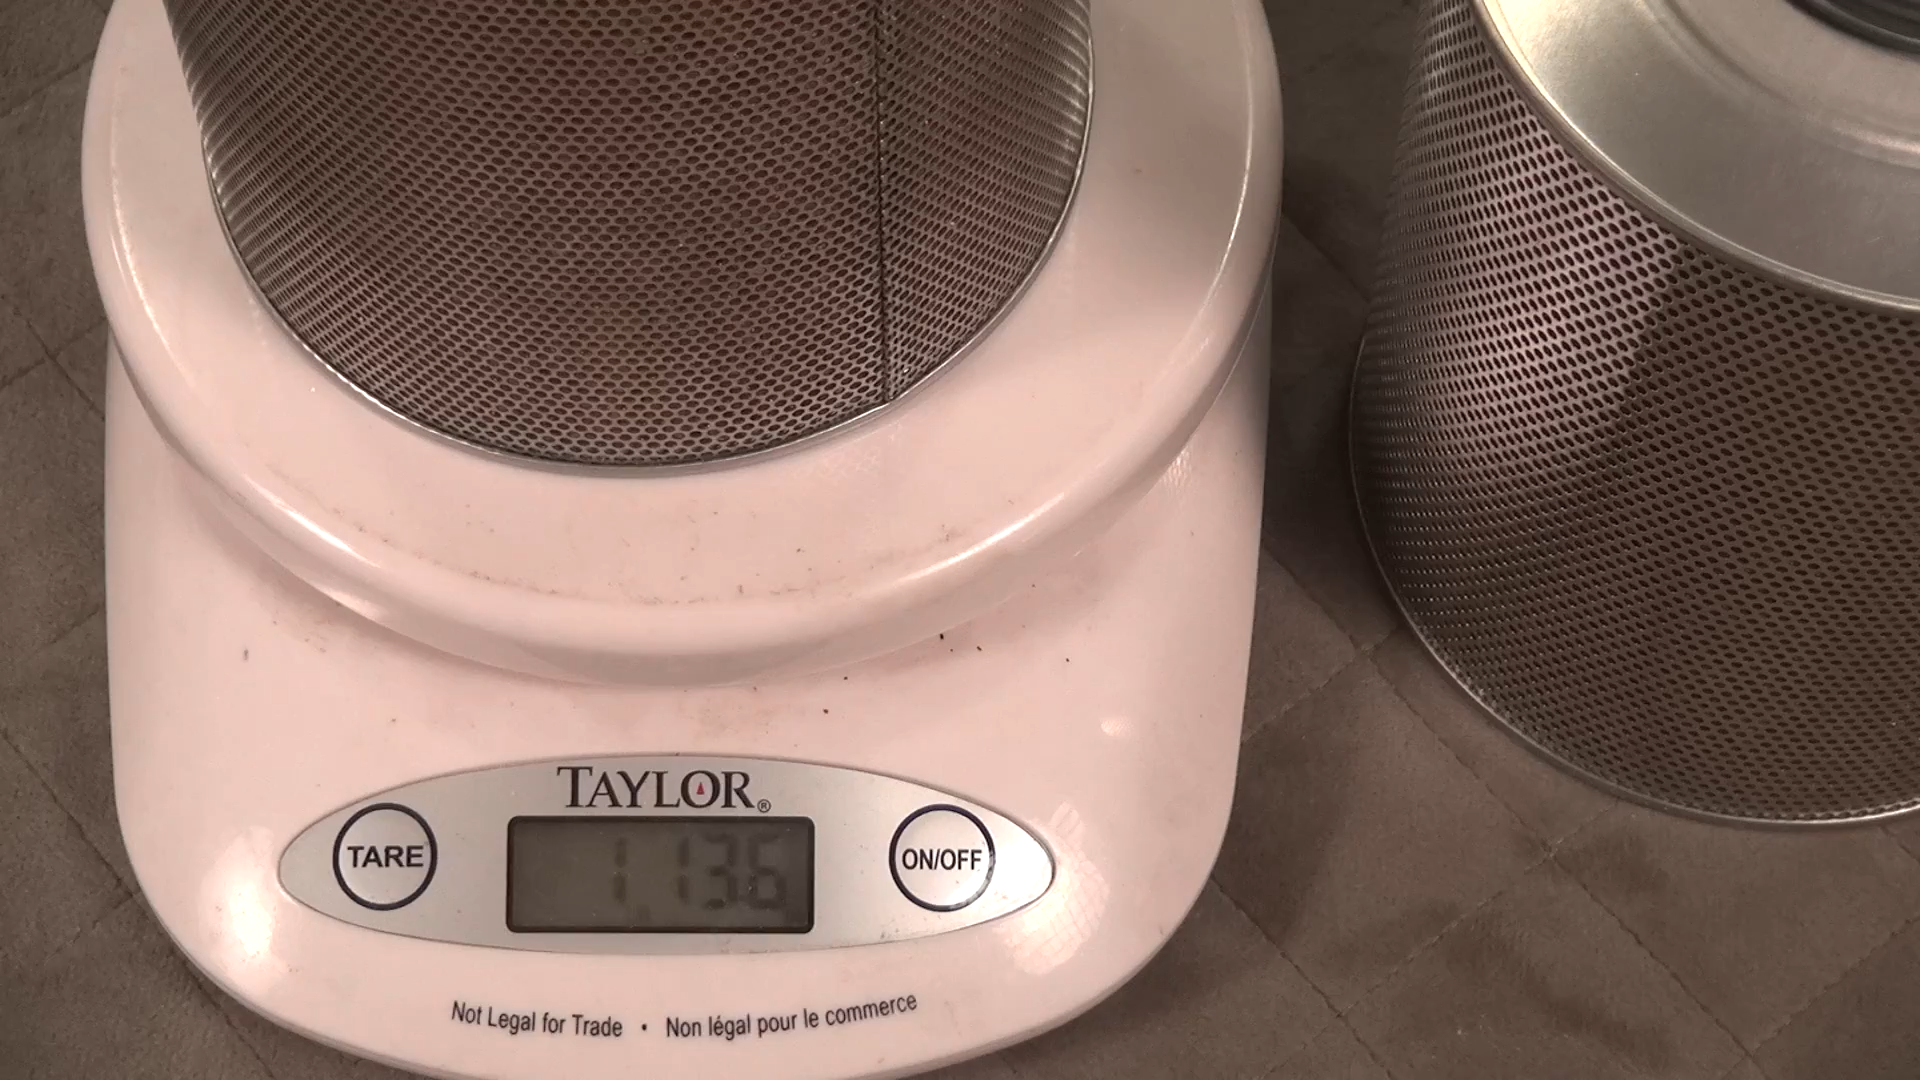 TAYLOR®
TARE
1.136
ON/OFF
Not Legal for Trade • Non légal pour le commerce